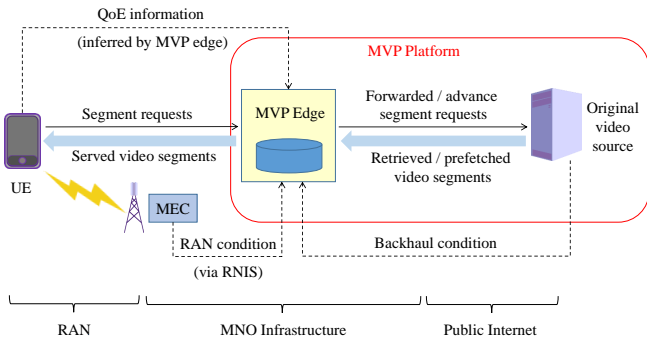 QoE information
(inferred by MVP edge)
MVP Platform
Segment requests
MVP Edge
Forwarded / advance
segment requests
Original
video
source
Served video segments
Retrieved / prefetched
video segments
UE
MEC
RAN condition
(via RNIS)
Backhaul condition
RAN
MNO Infrastructure
Public Internet